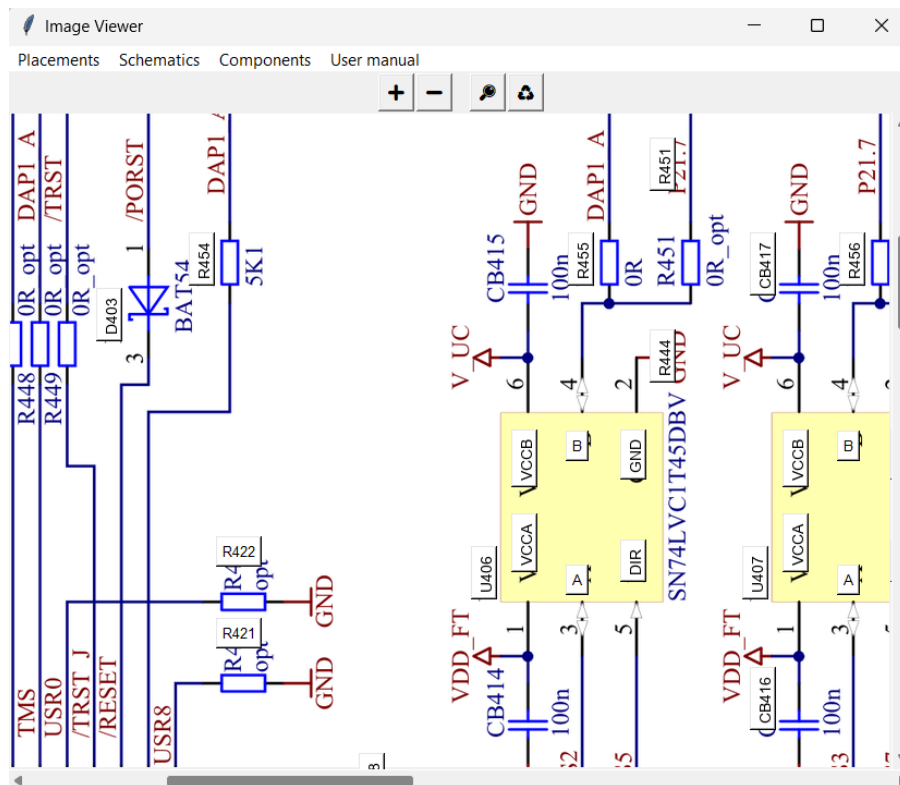 Image Viewer
Placements Schematics Components User manual
DAP1_A
/TRST
/PORST
DAP1_A
GND
DAP1_A
R451
P21.7
GND
P21.7
0R_opt
0R_opt
0R_opt
1
D403
BAT54
3
R454
5K1
CB415
100n
R455
0R
R451
0R_opt
CB417
100n
R456
R448
R449
V_UC
6
4
2
R444
GND
V_UC
6
4
VCCB
B
GND
SN74LVC1T45DBV
VCCB
B
VCCA
A
DIR
U406
VCCA
A
U407
R422
opt
GND
R421
opt
GND
1
3
5
1
3
VDD_FT
CB414
100n
VDD_FT
CB416
100n
TMS
USR0
/TRST_J
/RESET
USR8